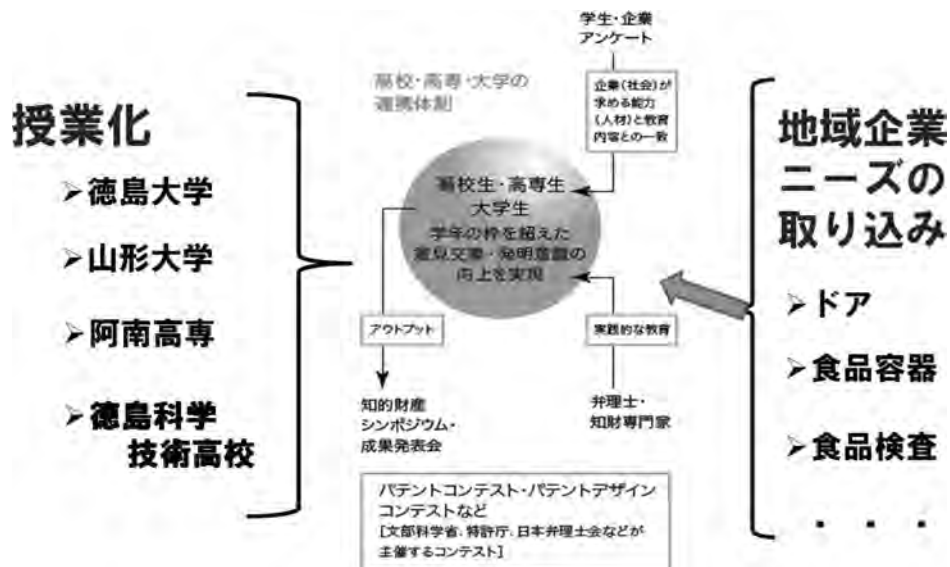 授業化
➢徳島大学
➢山形大学
➢阿南高専
➢徳島科学
技術高校
高校・高専・大学の
連携体制
学生・企業
アンケート
企業(社会)が
求める能力
(人材)と教育
内容との一致
高校生・高専生
大学生
学年の枠を超えた
意見交事・発明意識の
向上を実現
アウトプット
実践的な教育
知的財産
シンポジウム・
成果発表会
弁理士・
知財専門家
パテントコンテスト・パテントデザイン
コンテストなど
[文部科学省、特許庁、日本弁理士会などが
主催するコンテスト]
地域企業
ニーズの
取り込み
➢ドア
➢食品容器
➢食品検査
・・・